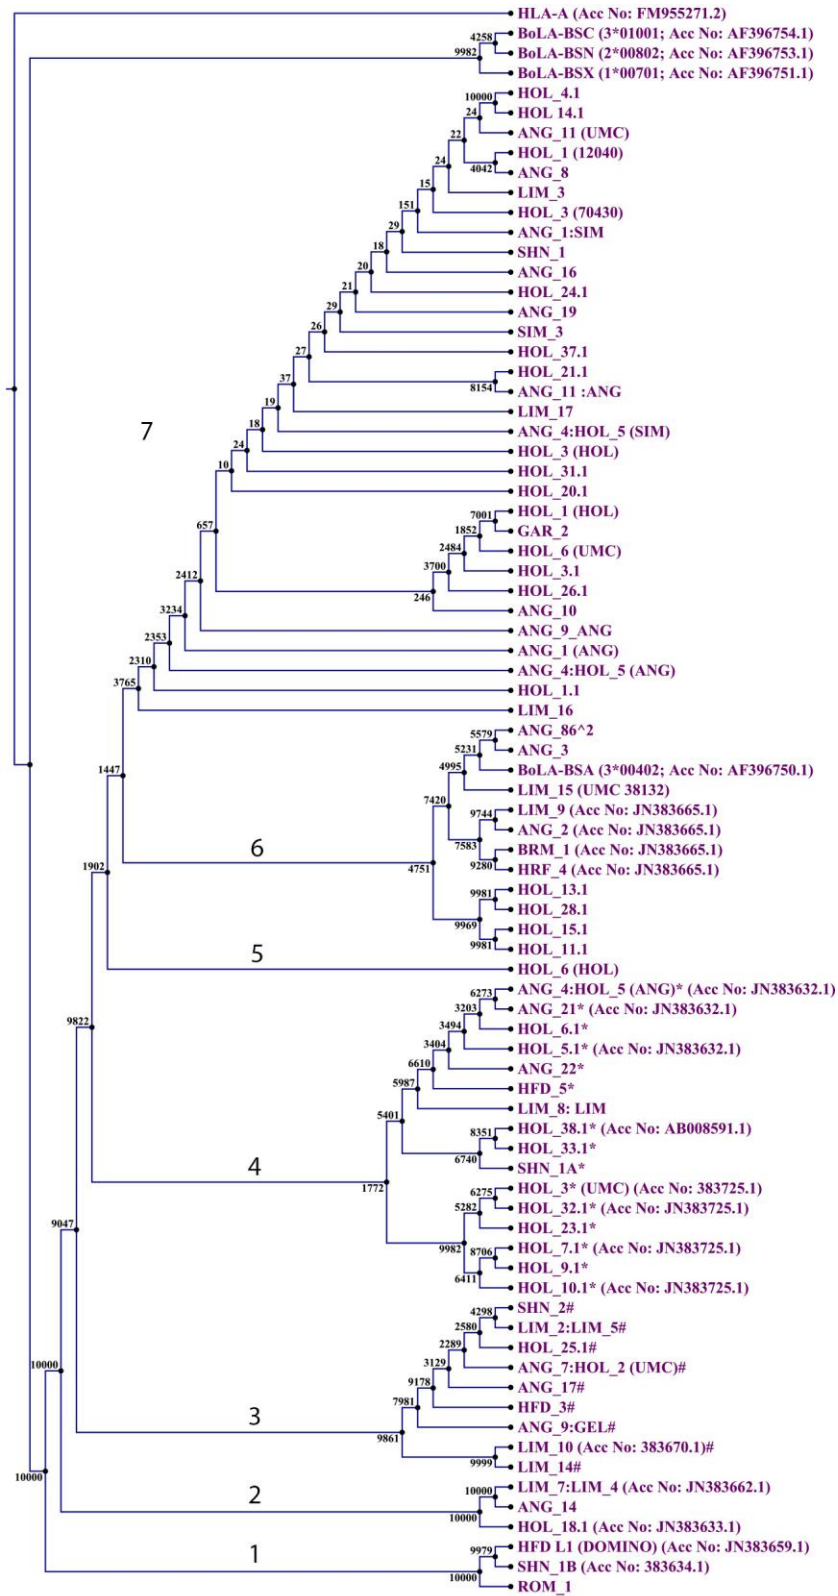 HLA-A (Acc No: FM955271.2)
4258 BoLA-BSC (3*01001; Acc No: AF396754.1)
9982 BoLA-BSN (2*00802; Acc No: AF396753.1)
BoLA-BSX (1*00701; Acc No: AF396751.1)
10000 HOL_4.1
24 HOL 14.1
22 ANG_11 (UMC)
HOL_1 (12040)
24 4042 ANG_8
15 LIM_3
151 HOL_3 (70430)
29 ANG_1:SIM
18 SHN_1
20 ANG_16
21 HOL_24.1
29 ANG_19
26 SIM_3
27 HOL_37.1
HOL_21.1
37 8154 ANG_11 :ANG
19 LIM_17
18 ANG_4:HOL_5 (SIM)
7
24 HOL_3 (HOL)
10 HOL_31.1
HOL_20.1
7001 HOL_1 (HOL)
657 1852 GAR_2
2484 HOL_6 (UMC)
3700 HOL_3.1
2412 246 HOL_26.1
3234 ANG_10
2353 ANG_9_ANG
2310 ANG_1 (ANG)
3765 ANG_4:HOL_5 (ANG)
HOL_1.1
LIM_16
5579 ANG_86^2
5231 ANG_3
1447 4995 BoLA-BSA (3*00402; Acc No: AF396750.1)
7420 LIM_15 (UMC 38132)
9744 LIM_9 (Acc No: JN383665.1)
7583 ANG_2 (Acc No: JN383665.1)
6 BRM_1 (Acc No: JN383665.1)
1902 4751 9280 HRF_4 (Acc No: JN383665.1)
9981 HOL_13.1
9969 HOL_28.1
HOL_15.1
9981 HOL_11.1
5 HOL_6 (HOL)
6273 ANG_4:HOL_5 (ANG)* (Acc No: JN383632.1)
3203 ANG_21* (Acc No: JN383632.1)
9822 3494 HOL_6.1*
3404 HOL_5.1* (Acc No: JN383632.1)
6610 ANG_22*
5987 HFD_5*
5401 LIM_8: LIM
8351 HOL_38.1* (Acc No: AB008591.1)
6740 HOL_33.1*
4 SHN_1A*
1772 6275 HOL_3* (UMC) (Acc No: 383725.1)
5282 HOL_32.1* (Acc No: JN383725.1)
9047 HOL_23.1*
9982 8706 HOL_7.1* (Acc No: JN383725.1)
6411 HOL_9.1*
HOL_10.1* (Acc No: JN383725.1)
4298 SHN_2#
2580 LIM_2:LIM_5#
2289 HOL_25.1#
10000 3129 ANG_7:HOL_2 (UMC)#
9178 ANG_17#
7981 HFD_3#
3 ANG_9:GEL#
9861 LIM_10 (Acc No: 383670.1)#
9999 LIM_14#
10000 10000 LIM_7:LIM_4 (Acc No: JN383662.1)
2 ANG_14
10000 HOL_18.1 (Acc No: JN383633.1)
HFD L1 (DOMINO) (Acc No: JN383659.1)
1 9979 SHN_1B (Acc No: 383634.1)
10000 ROM_1